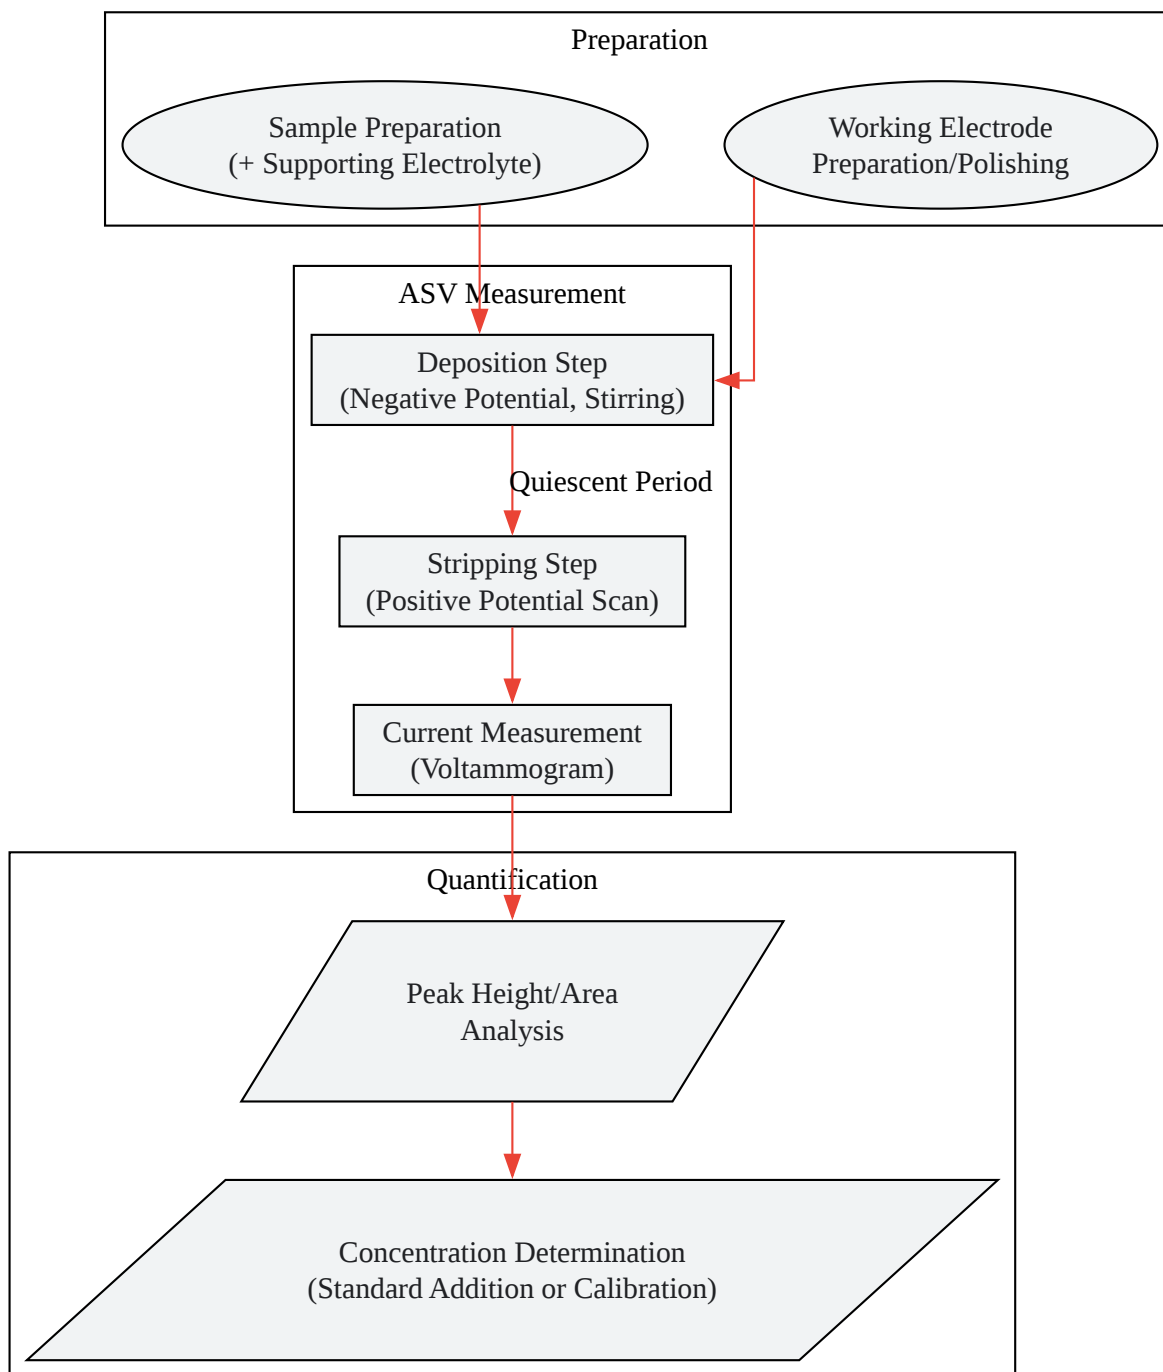 Preparation
Sample Preparation
(+ Supporting Electrolyte)
Working Electrode
Preparation/Polishing
ASV Measurement
Deposition Step
(Negative Potential, Stirring)
Quiescent Period
Stripping Step
(Positive Potential Scan)
Current Measurement
(Voltammogram)
Quantification
Peak Height/Area
Analysis
Concentration Determination
(Standard Addition or Calibration)